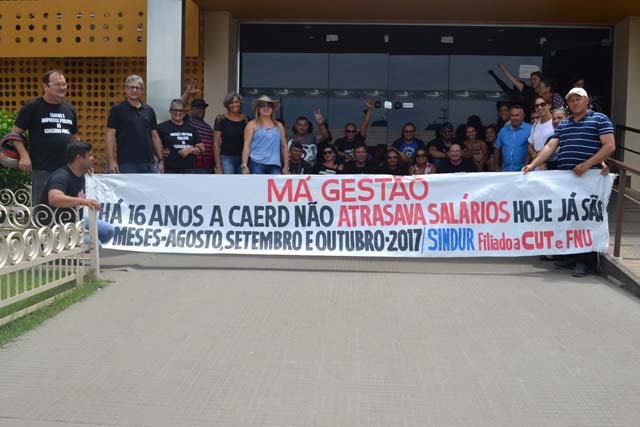 MÁ GESTÃO
HÁ 16 ANOS A CAERD NÃO ATRASAVA SALÁRIOS HOJE JÁ SÃO
MESES-AGOSTO, SETEMBRO E OUTUBRO-2017/SINDUR Filiado a CUT e FNU